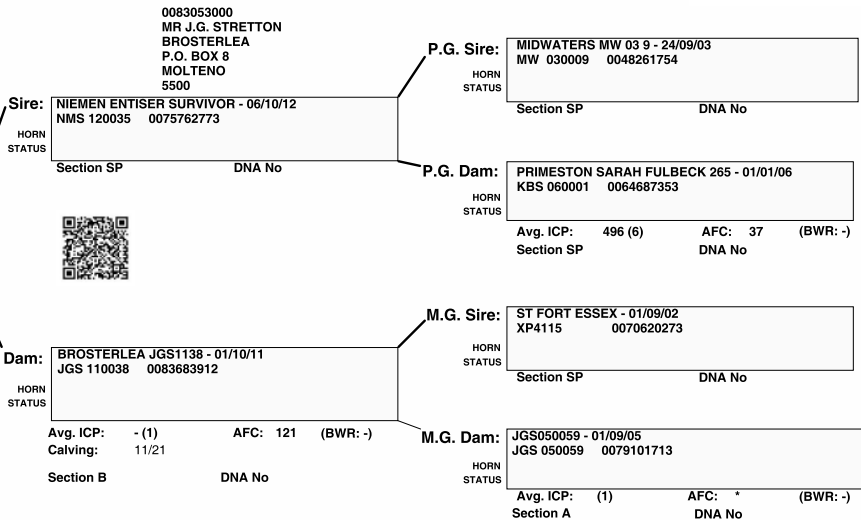 0083053000
MR J.G. STRETTON
BROSTERLEA
P.O. BOX 8
MOLTENO
5500
Sire:
NIEMEN ENTISER SURVIVOR - 06/10/12
NMS 120035 0075762773
HORN
STATUS
Section SP DNA No
P.G. Sire:
MIDWATERS MW 03 9 - 24/09/03
MW 030009 0048261754
HORN
STATUS
Section SP DNA No
P.G. Dam:
PRIMESTON SARAH FULBECK 265 - 01/01/06
KBS 060001 0064687353
HORN
STATUS
Avg. ICP: 496 (6) AFC: 37 (BWR: -)
Section SP DNA No
Dam:
BROSTERLEA JGS1138 - 01/10/11
JGS 110038 0083683912
HORN
STATUS
Avg. ICP: - (1) AFC: 121 (BWR: -)
Calving: 11/21
Section B DNA No
M.G. Sire:
ST FORT ESSEX - 01/09/02
XP4115 0070620273
HORN
STATUS
Section SP DNA No
M.G. Dam:
JGS050059 - 01/09/05
JGS 050059 0079101713
HORN
STATUS
Avg. ICP: (1) AFC: * (BWR: -)
Section A DNA No